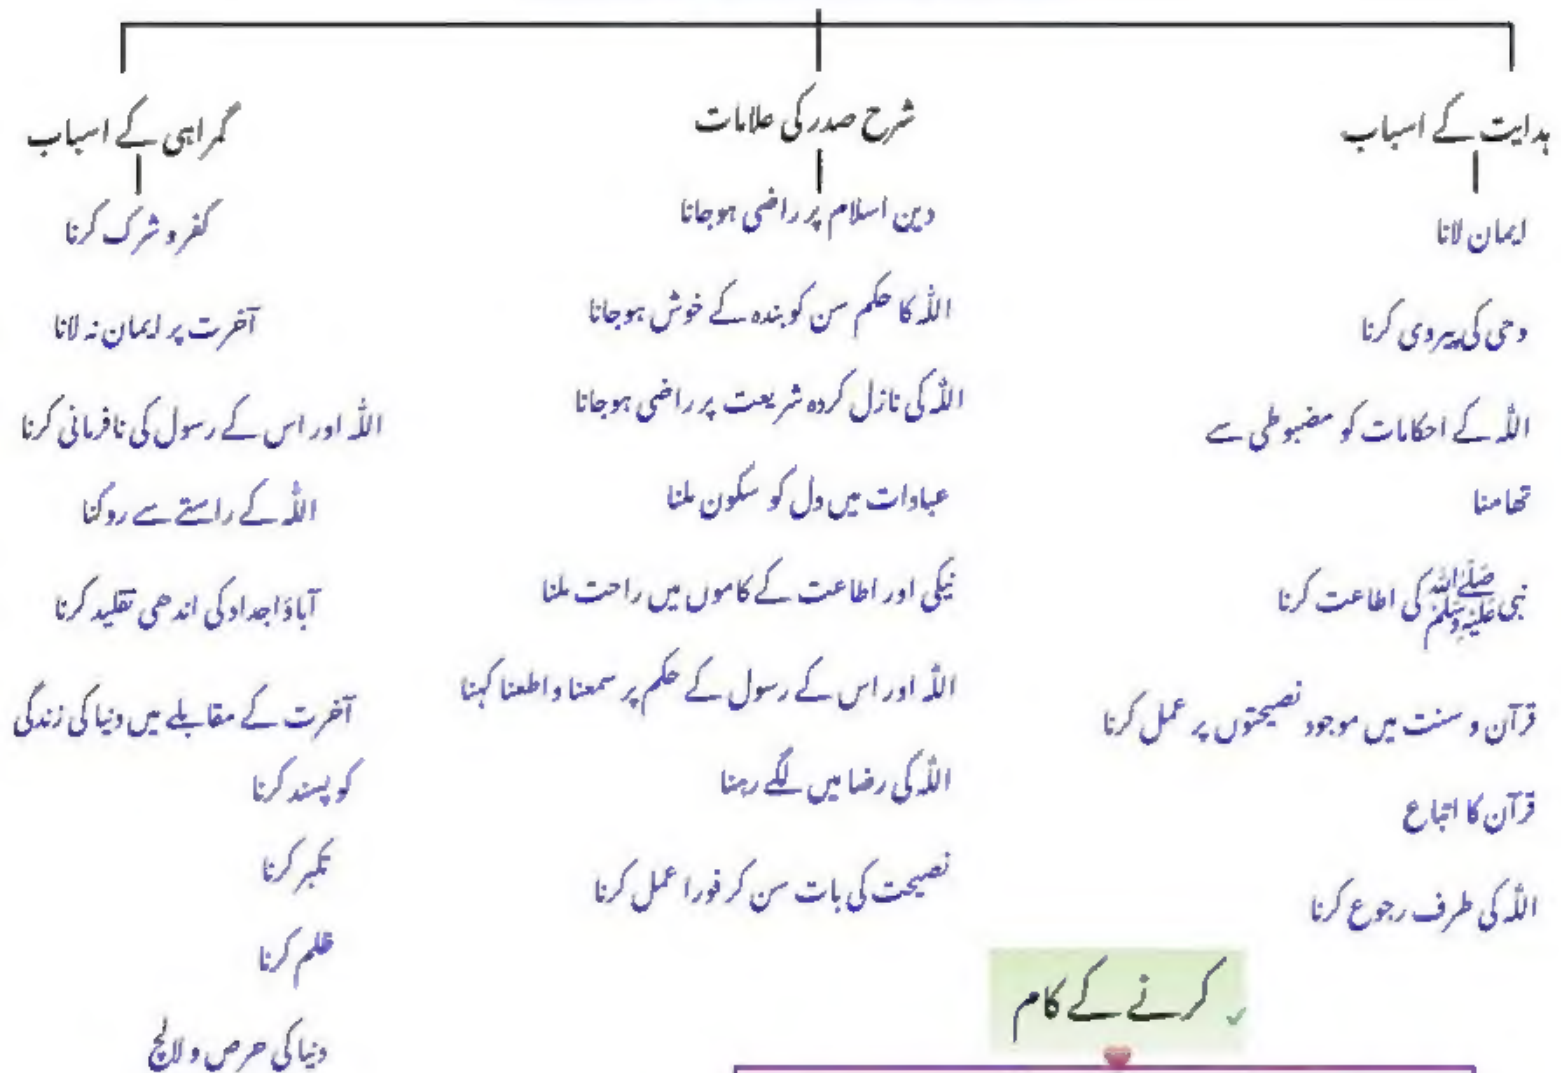 ہدایت کے اسباب
ایمان لانا
وحی کی پیروی کرنا
اللہ کے احکامات کو مضبوطی سے
تھامنا
نبی صلی اللہ علیہ وسلم کی اطاعت کرنا
قرآن و سنت میں موجود نصیحتوں پر عمل کرنا
قرآن کا اتباع
اللہ کی طرف رجوع کرنا
شرح صدر کی علامات
دین اسلام پر راضی ہوجانا
اللہ کا حکم سن کو بندہ کے خوش ہوجانا
اللہ کی نازل کردہ شریعت پر راضی ہوجانا
عبادات میں دل کو سکون ملنا
نیکی اور اطاعت کے کاموں میں راحت ملنا
اللہ اور اس کے رسول کے حکم پر سمعنا واطعنا کہنا
اللہ کی رضا میں لگے رہنا
نصیحت کی بات سن کر فورا عمل کرنا
گمراہی کے اسباب
کفر و شرک کرنا
آخرت پر ایمان نہ لانا
اللہ اور اس کے رسول کی نافرمانی کرنا
اللہ کے راستے سے روکنا
آباؤاجداد کی اندھی تقلید کرنا
آخرت کے مقابلے میں دنیا کی زندگی
کو پسند کرنا
تکبر کرنا
ظلم کرنا
دنیا کی حرص و لالچ
کرنے کے کام